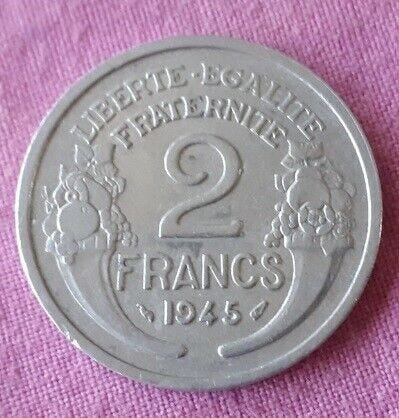 LIBERTE-EGALITE
FRATERNITE
2
FRANCS
1945